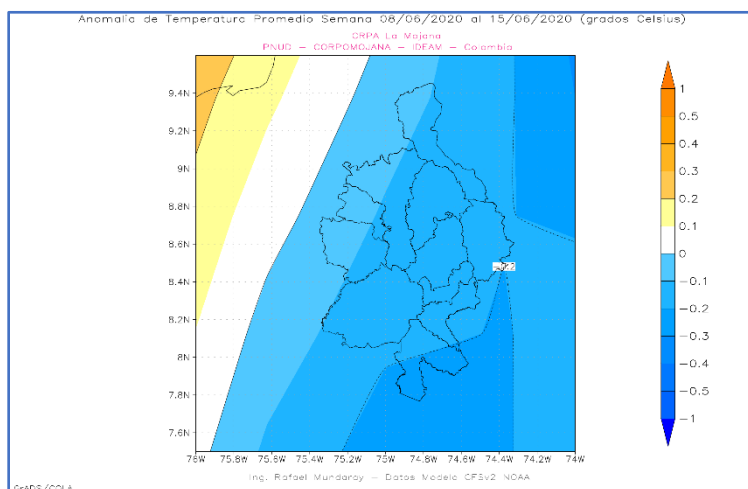 Anomalía de Temperatura Promedio Semana 08/06/2020 al 15/06/2020 (grados Celsius)
CRPA La Mojana
PNUD – CORPOMOJANA – IDEAM – Colombia
9.4N
9.2N
9N
8.8N
8.6N
8.4N
8.2N
8N
7.8N
7.6N
76W 75.8W 75.6W 75.4W 75.2W 75W 74.8W 74.6W 74.4W 74.2W 74W
1
0.5
0.4
0.3
0.2
0.1
0
-0.1
-0.2
-0.3
-0.4
-0.5
-1
Ing. Rafael Mundaray – Datos Modelo CFSv2 NOAA
GrADS/COLA